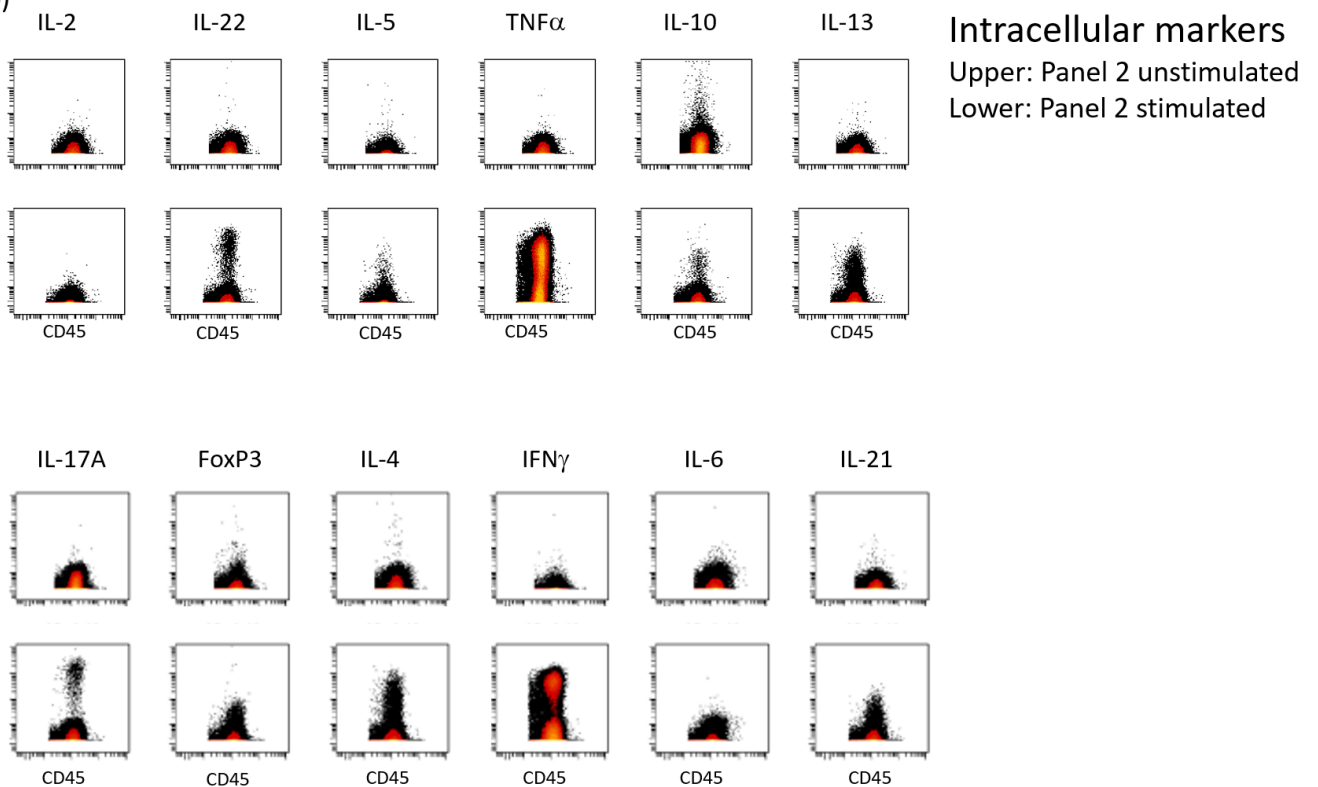 )
IL-2 IL-22 IL-5 TNFα IL-10 IL-13
Intracellular markers
Upper: Panel 2 unstimulated
Lower: Panel 2 stimulated
CD45 CD45 CD45 CD45 CD45 CD45
IL-17A FoxP3 IL-4 IFNγ IL-6 IL-21
CD45 CD45 CD45 CD45 CD45 CD45